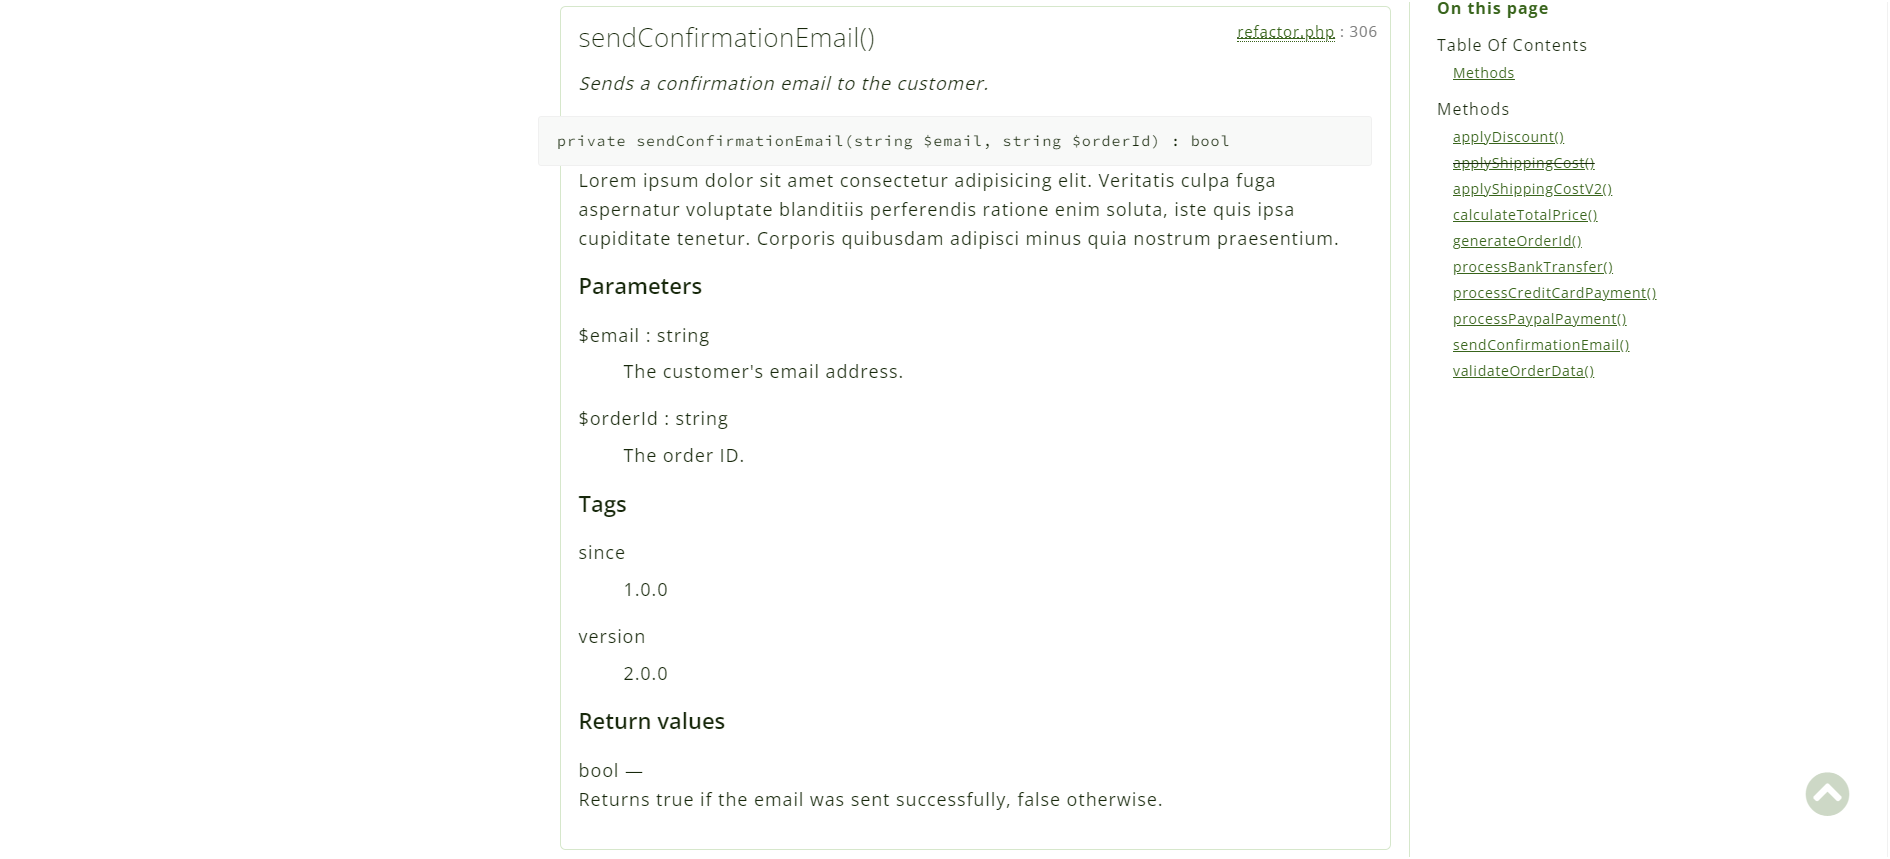 sendConfirmationEmail()
refactor.php : 306
Sends a confirmation email to the customer.
private sendConfirmationEmail(string $email, string $orderId) : bool
Lorem ipsum dolor sit amet consectetur adipisicing elit. Veritatis culpa fuga
aspernatur voluptate blanditiis perferendis ratione enim soluta, iste quis ipsa
cupiditate tenetur. Corporis quibusdam adipisci minus quia nostrum praesentium.
Parameters
$email : string
The customer's email address.
$orderId : string
The order ID.
Tags
since
1.0.0
version
2.0.0
Return values
bool —
Returns true if the email was sent successfully, false otherwise.
On this page
Table Of Contents
Methods
Methods
applyDiscount()
applyShippingCost()
applyShippingCostV2()
calculateTotalPrice()
generateOrderId()
processBankTransfer()
processCreditCardPayment()
processPaypalPayment()
sendConfirmationEmail()
validateOrderData()